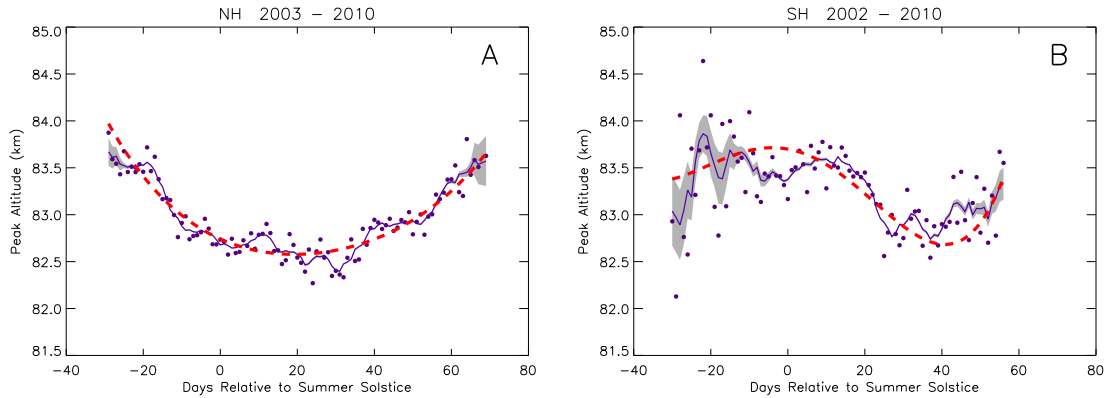 NH 2003 – 2010
A
85.0
84.5
84.0
83.5
83.0
82.5
82.0
81.5
Peak Altitude (km)
−40 −20 0 20 40 60 80
Days Relative to Summer Solstice
SH 2002 – 2010
B
85.0
84.5
84.0
83.5
83.0
82.5
82.0
81.5
Peak Altitude (km)
−40 −20 0 20 40 60 80
Days Relative to Summer Solstice